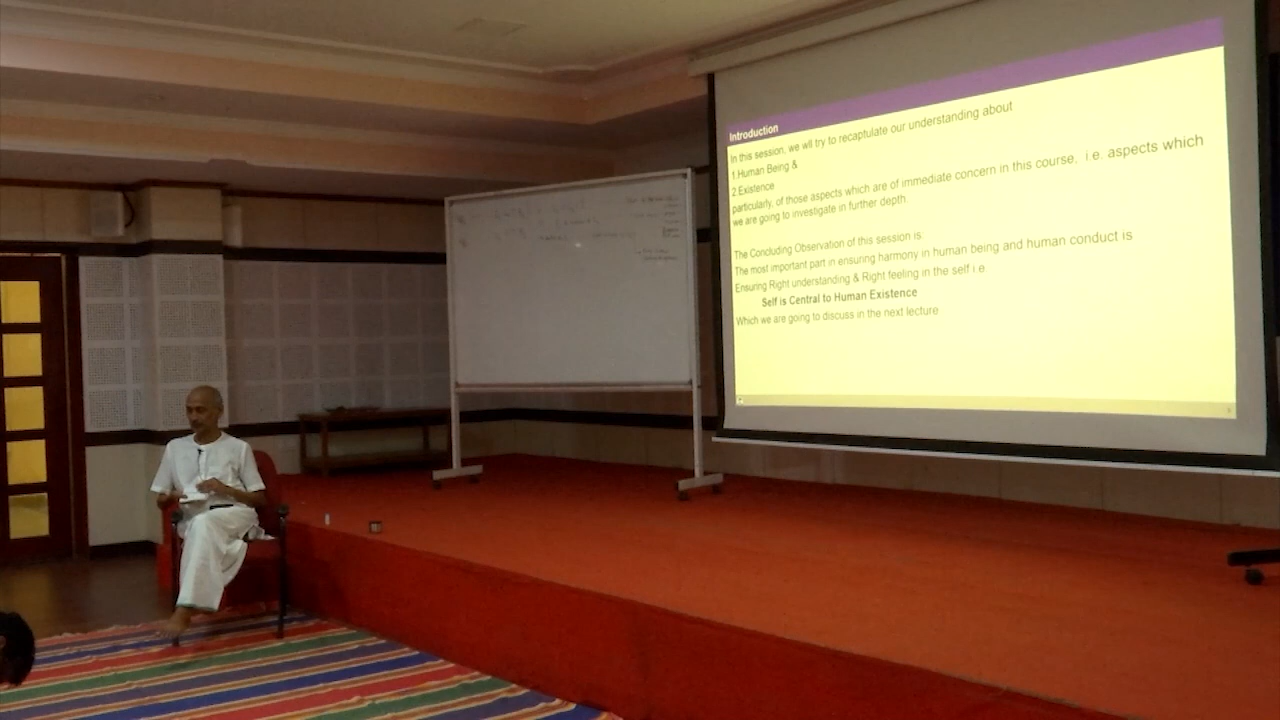 Introduction
In this session, we wll try to recaptulate our understanding about
1.Human Being &
2.Existence
particularly, of those aspects which are of immediate concern in this course, i.e. aspects which
we are going to investigate in further depth.
The Concluding Observation of this session is:
The most important part in ensuring harmony in human being and human conduct is
Ensuring Right understanding & Right feeling in the self i.e.
Self is Central to Human Existence
Which we are going to discuss in the next lecture